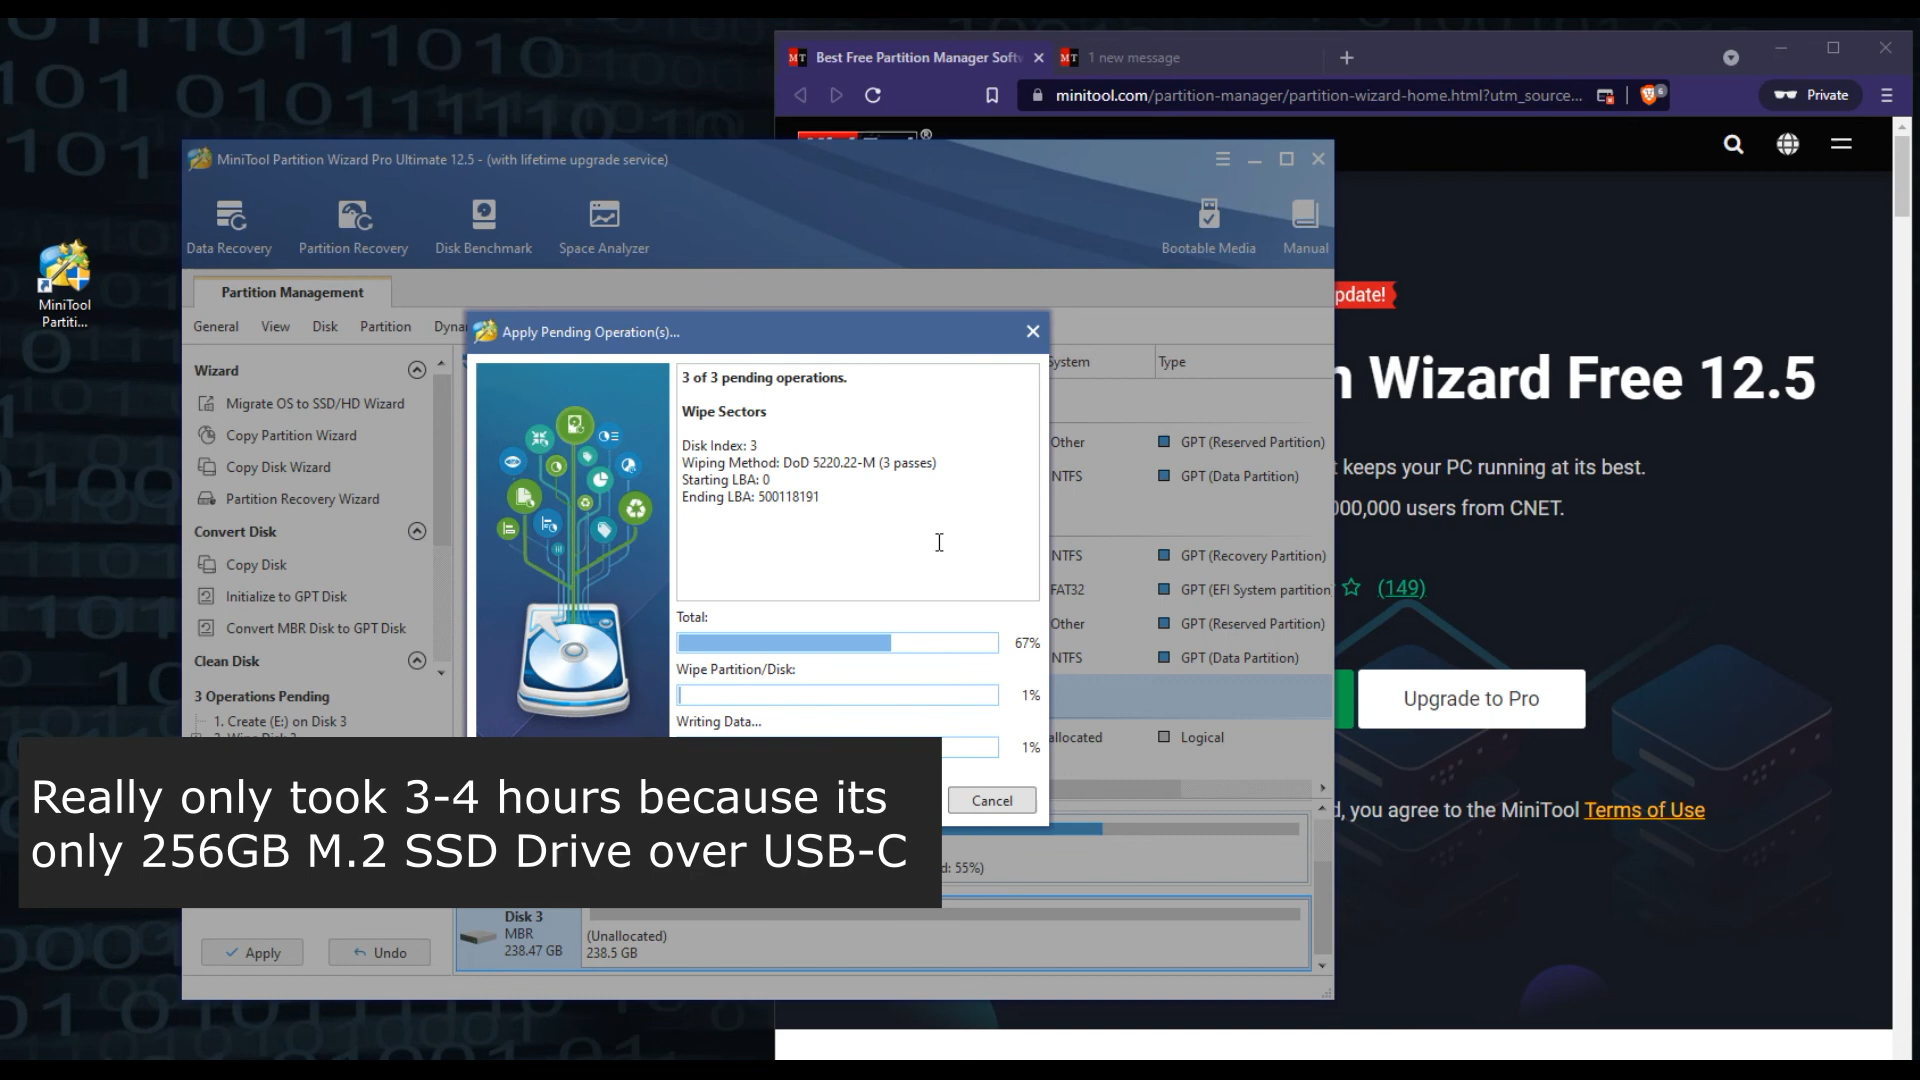 Best Free Partition Manager Softw
1 new message
minitool.com/partition-manager/partition-wizard-home.html?utm_source...
6
Private
MiniTool Partition Wizard Pro Ultimate 12.5 - (with lifetime upgrade service)
Data Recovery
Partition Recovery
Disk Benchmark
Space Analyzer
Bootable Media
Manual
MiniTool
Partiti...
Partition Management
General
View
Disk
Partition
Dyna
Wizard
Migrate OS to SSD/HD Wizard
Copy Partition Wizard
Copy Disk Wizard
Partition Recovery Wizard
Convert Disk
Copy Disk
Initialize to GPT Disk
Convert MBR Disk to GPT Disk
Clean Disk
3 Operations Pending
1. Create (E:) on Disk 3
Apply
Undo
Apply Pending Operation(s)...
3 of 3 pending operations.
Wipe Sectors
Disk Index: 3
Wiping Method: DoD 5220.22-M (3 passes)
Starting LBA: 0
Ending LBA: 500118191
Total:
67%
Wipe Partition/Disk:
1%
Writing Data...
1%
Cancel
System
Type
Other
GPT (Reserved Partition)
NTFS
GPT (Data Partition)
NTFS
GPT (Recovery Partition)
FAT32
GPT (EFI System partition
Other
GPT (Reserved Partition)
NTFS
GPT (Data Partition)
allocated
Logical
d: 55%)
Disk 3
MBR
238.47 GB
(Unallocated)
238.5 GB
Really only took 3-4 hours because its
only 256GB M.2 SSD Drive over USB-C
pdate!
n Wizard Free 12.5
t keeps your PC running at its best.
000,000 users from CNET.
(149)
Upgrade to Pro
d, you agree to the MiniTool Terms of Use